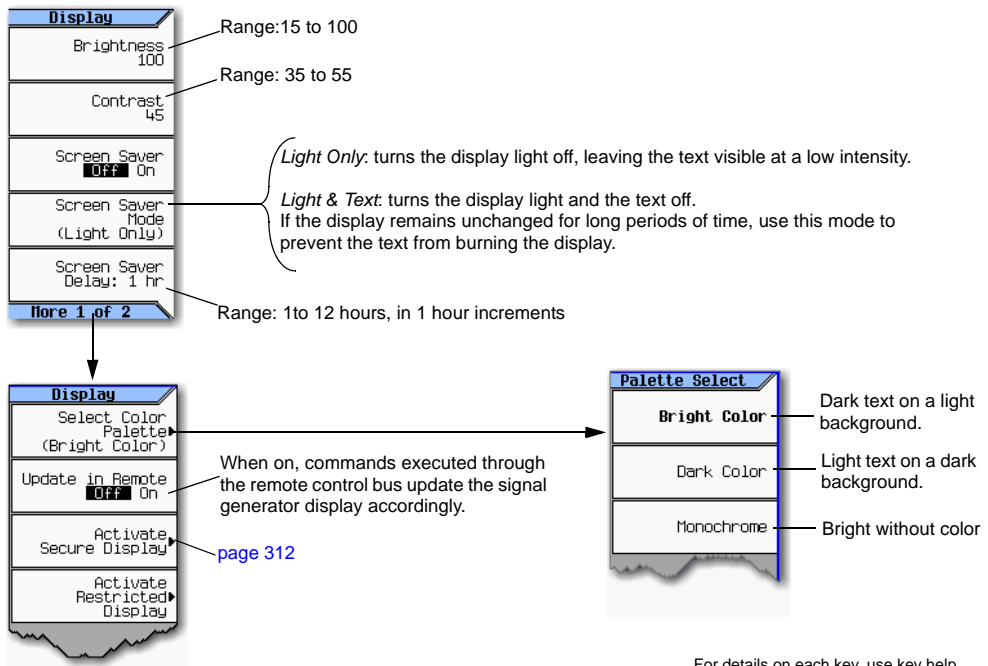 Display
Brightness
100
Range:15 to 100
Contrast
45
Range: 35 to 55
Screen Saver
Off On
Screen Saver
Mode
(Light Only)
Light Only: turns the display light off, leaving the text visible at a low intensity.
Light & Text: turns the display light and the text off.
If the display remains unchanged for long periods of time, use this mode to
prevent the text from burning the display.
Screen Saver
Delay: 1 hr
Range: 1to 12 hours, in 1 hour increments
More 1 of 2
Display
Select Color
Palette
(Bright Color)
Update in Remote
Off On
When on, commands executed through
the remote control bus update the signal
generator display accordingly.
Activate
Secure Display
page 312
Activate
Restricted
Display
Palette Select
Bright Color
Dark text on a light
background.
Dark Color
Light text on a dark
background.
Monochrome
Bright without color
For details on each key, use key help